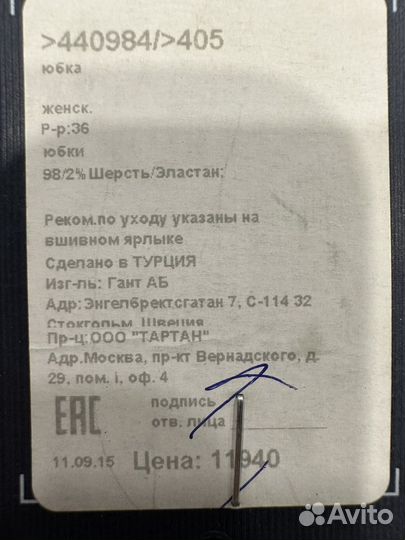 >440984/>405
юбка
женск.
Р-р:36
юбки
98/2% Шерсть/Эластан:
Реком.по уходу указаны на
вшивном ярлыке
Сделано в ТУРЦИЯ
Изг-ль: Гант АБ
Адр:Энгелбректсгатан 7, С-114 32
Стокгольм, Швеция
Пр-ц:ООО "ТАРТАН"
Адр.Москва, пр-кт Вернадского, д.
29, пом. i, оф. 4
EAC
подпись
отв. лица
11.09.15 Цена: 11940
Avito